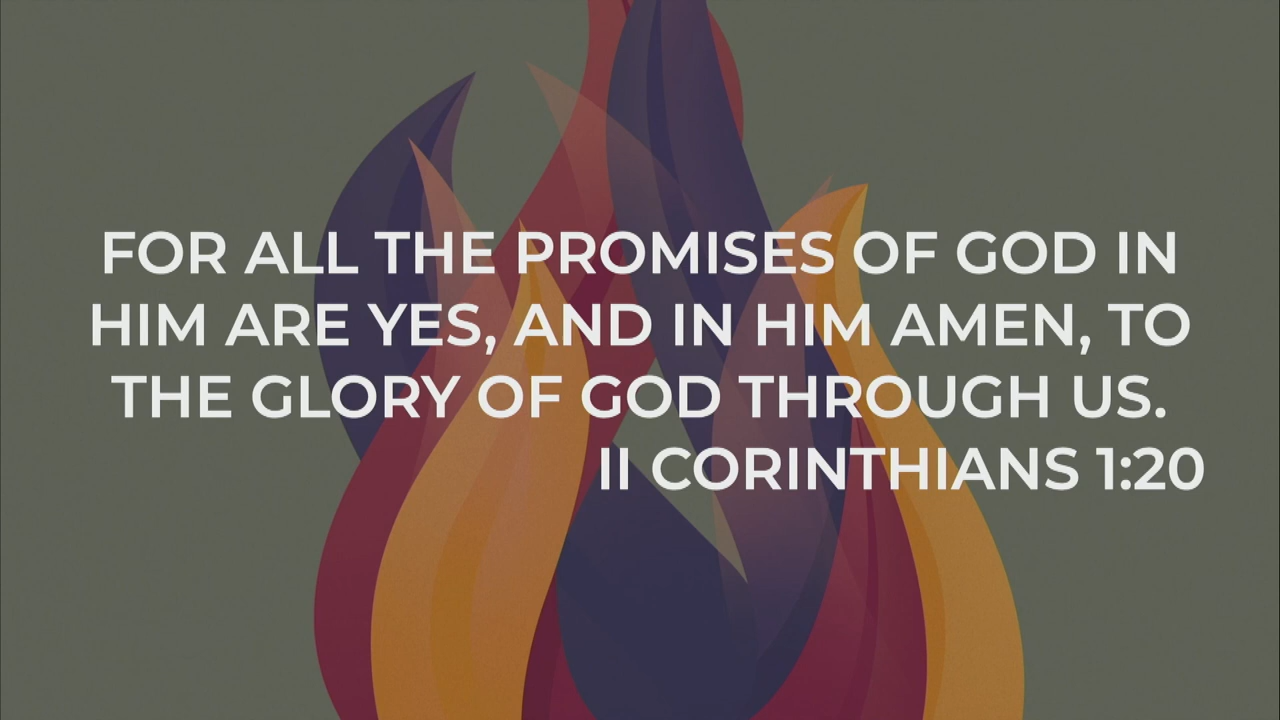 FOR ALL THE PROMISES OF GOD IN
HIM ARE YES, AND IN HIM AMEN, TO
THE GLORY OF GOD THROUGH US.
II CORINTHIANS 1:20